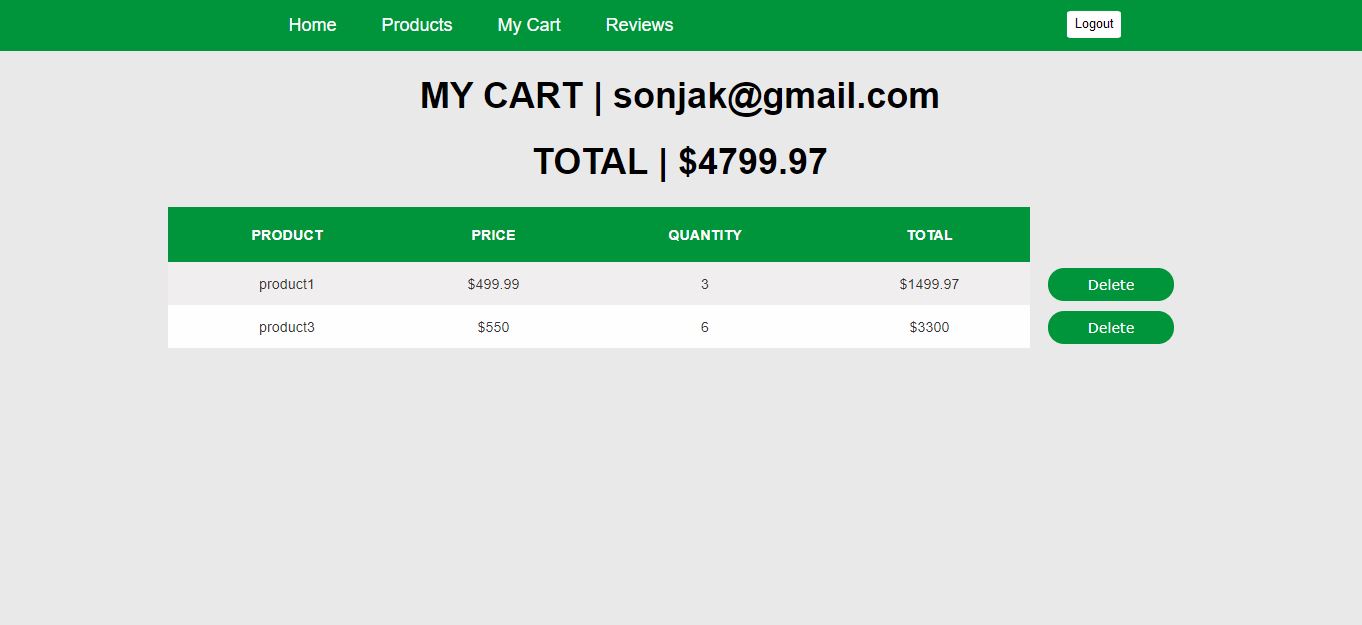 Home Products My Cart Reviews Logout
MY CART | sonjak@gmail.com
TOTAL | $4799.97
PRODUCT PRICE QUANTITY TOTAL
product1 $499.99 3 $1499.97 Delete
product3 $550 6 $3300 Delete